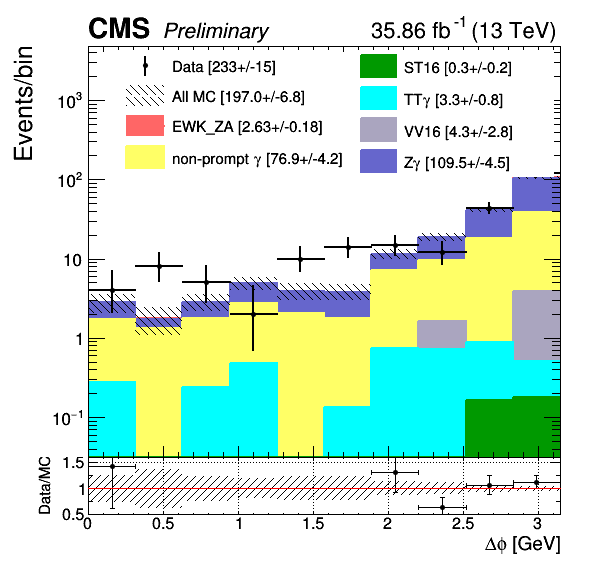 CMS Preliminary 35.86 fb⁻¹ (13 TeV)
Events/bin
Data [233+/-15]
All MC [197.0+/-6.8]
EWK_ZA [2.63+/-0.18]
non-prompt γ [76.9+/-4.2]
ST16 [0.3+/-0.2]
TTγ [3.3+/-0.8]
VV16 [4.3+/-2.8]
Zγ [109.5+/-4.5]
10³
10²
10
1
10⁻¹
Data/MC
1.5
1
0.5
0 0.5 1 1.5 2 2.5 3
Δϕ [GeV]